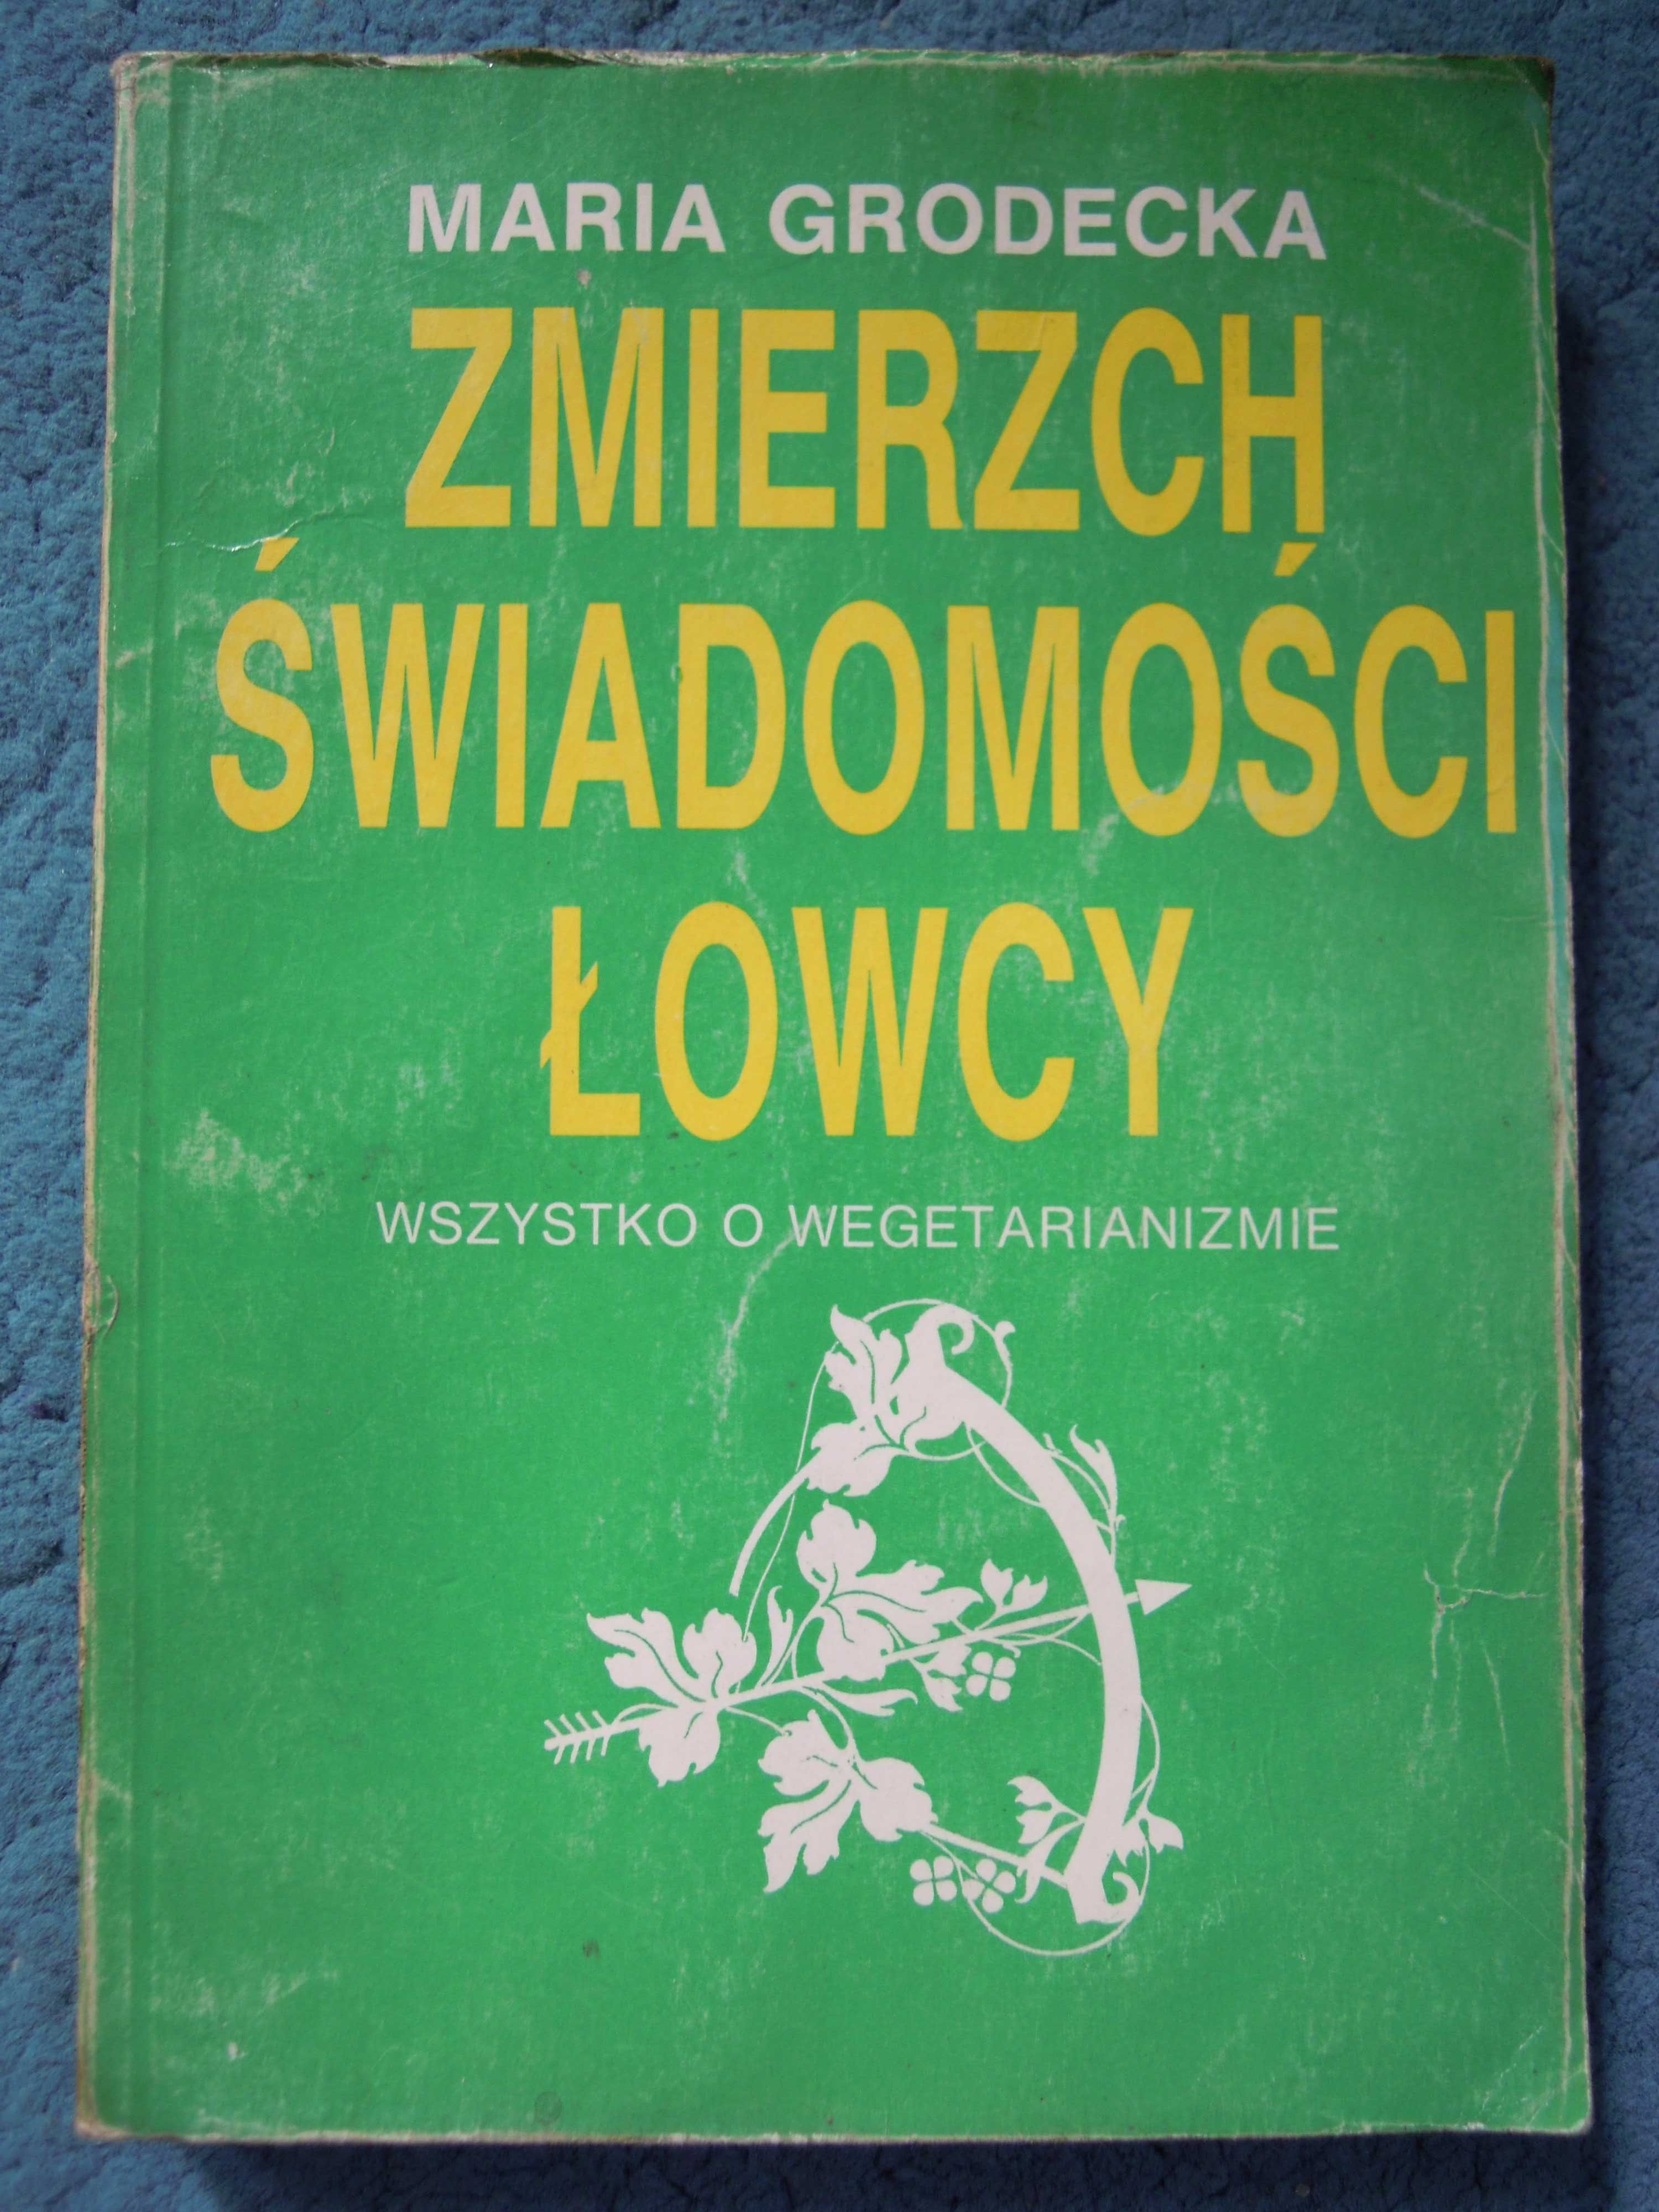 MARIA GRODECKA
ZMIERZCH
ŚWIADOMOŚCI
ŁOWCY
WSZYSTKO O WEGETARIANIZMIE